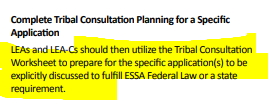 Complete Tribal Consultation Planning for a Specific
Application
LEAs and LEA-Cs should then utilize the Tribal Consultation
Worksheet to prepare for the specific application(s) to be
explicitly discussed to fulfill ESSA Federal Law or a state
requirement.